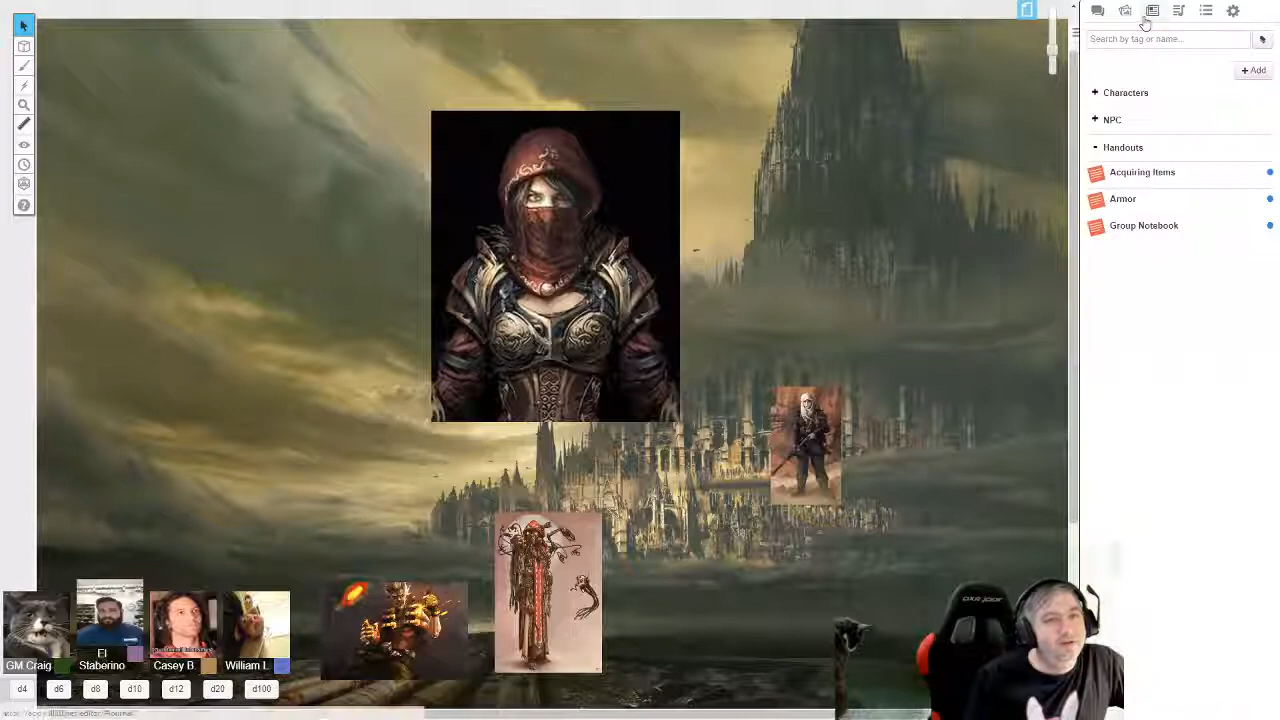 Search by tag or name...
+ Add
+ Characters
+ NPC
- Handouts
Acquiring Items
Armor
Group Notebook
GM Craig
El
Staberino
Casey B.
William L.
d4
d6
d8
d10
d12
d20
d100